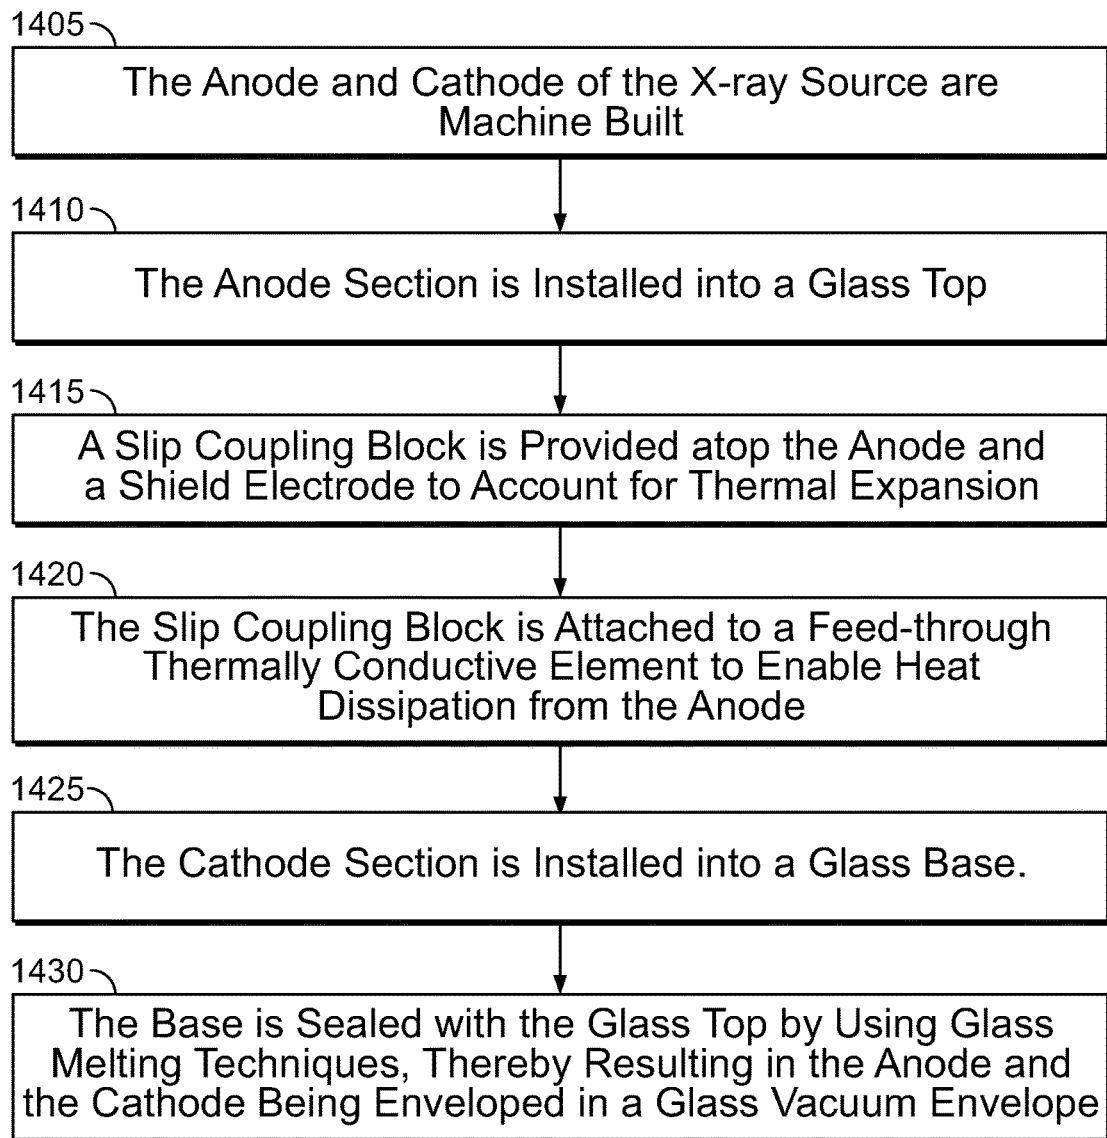 1405
The Anode and Cathode of the X-ray Source are
Machine Built
1410
The Anode Section is Installed into a Glass Top
1415
A Slip Coupling Block is Provided atop the Anode and
a Shield Electrode to Account for Thermal Expansion
1420
The Slip Coupling Block is Attached to a Feed-through
Thermally Conductive Element to Enable Heat
Dissipation from the Anode
1425
The Cathode Section is Installed into a Glass Base.
1430
The Base is Sealed with the Glass Top by Using Glass
Melting Techniques, Thereby Resulting in the Anode and
the Cathode Being Enveloped in a Glass Vacuum Envelope